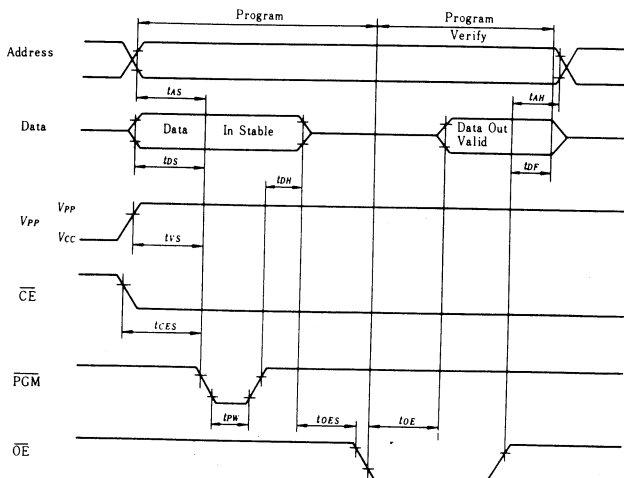 Program Program
Verify
Address
tAS tAH
Data Data In Stable Data Out
Valid
tDS tDH tDF
VPP VPP
VCC
tVS
CE
tCES
PGM
tPW
tOES tOE
OE